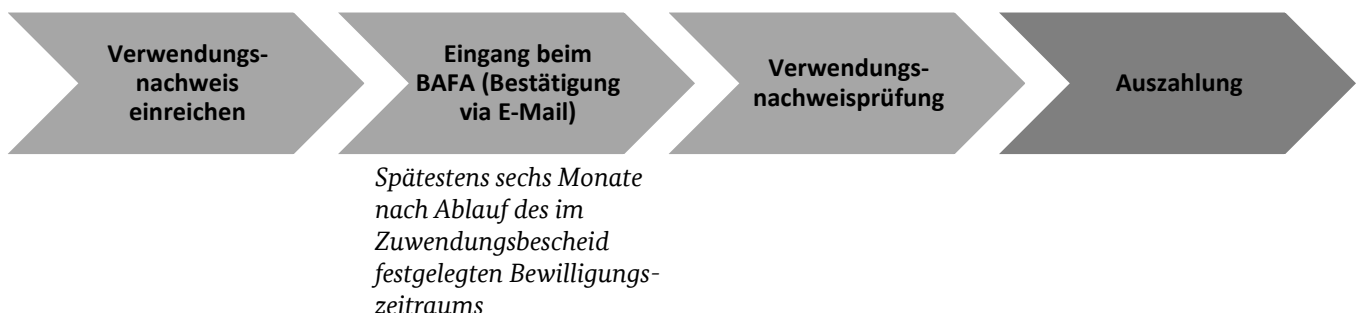 Verwendungs-
nachweis
einreichen
Eingang beim
BAFA (Bestätigung
via E-Mail)
Verwendungs-
nachweisprüfung
Auszahlung
Spätestens sechs Monate
nach Ablauf des im
Zuwendungsbescheid
festgelegten Bewilligungs-
zeitraums